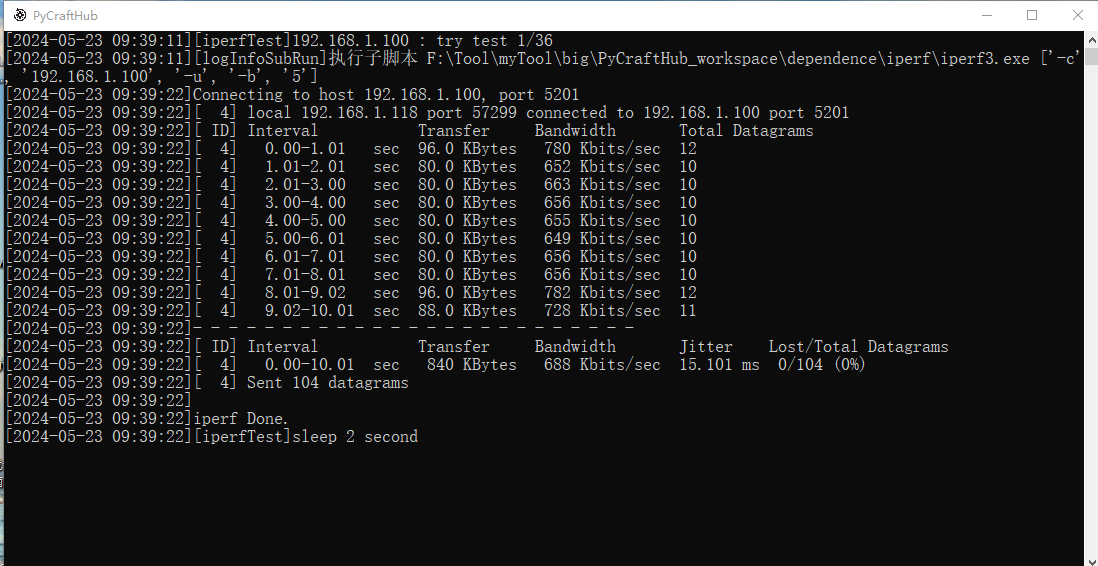 PyCraftHub
[2024-05-23 09:39:11][iperfTest]192.168.1.100 : try test 1/36
[2024-05-23 09:39:11][logInfoSubRun]执行子脚本 F:\Tool\myTool\big\PyCraftHub_workspace\dependence\iperf\iperf3.exe ['-c'
, '192.168.1.100', '-u', '-b', '5']
[2024-05-23 09:39:22]Connecting to host 192.168.1.100, port 5201
[2024-05-23 09:39:22][  4] local 192.168.1.118 port 57299 connected to 192.168.1.100 port 5201
[2024-05-23 09:39:22][ ID] Interval           Transfer     Bandwidth       Total Datagrams
[2024-05-23 09:39:22][  4]   0.00-1.01   sec  96.0 KBytes   780 Kbits/sec  12
[2024-05-23 09:39:22][  4]   1.01-2.01   sec  80.0 KBytes   652 Kbits/sec  10
[2024-05-23 09:39:22][  4]   2.01-3.00   sec  80.0 KBytes   663 Kbits/sec  10
[2024-05-23 09:39:22][  4]   3.00-4.00   sec  80.0 KBytes   656 Kbits/sec  10
[2024-05-23 09:39:22][  4]   4.00-5.00   sec  80.0 KBytes   655 Kbits/sec  10
[2024-05-23 09:39:22][  4]   5.00-6.01   sec  80.0 KBytes   649 Kbits/sec  10
[2024-05-23 09:39:22][  4]   6.01-7.01   sec  80.0 KBytes   656 Kbits/sec  10
[2024-05-23 09:39:22][  4]   7.01-8.01   sec  80.0 KBytes   656 Kbits/sec  10
[2024-05-23 09:39:22][  4]   8.01-9.02   sec  96.0 KBytes   782 Kbits/sec  12
[2024-05-23 09:39:22][  4]   9.02-10.01  sec  88.0 KBytes   728 Kbits/sec  11
[2024-05-23 09:39:22]- - - - - - - - - - - - - - - - - - - - - - - - -
[2024-05-23 09:39:22][ ID] Interval           Transfer     Bandwidth       Jitter    Lost/Total Datagrams
[2024-05-23 09:39:22][  4]   0.00-10.01  sec   840 KBytes   688 Kbits/sec  15.101 ms  0/104 (0%)
[2024-05-23 09:39:22][  4] Sent 104 datagrams
[2024-05-23 09:39:22]
[2024-05-23 09:39:22]iperf Done.
[2024-05-23 09:39:22][iperfTest]sleep 2 second